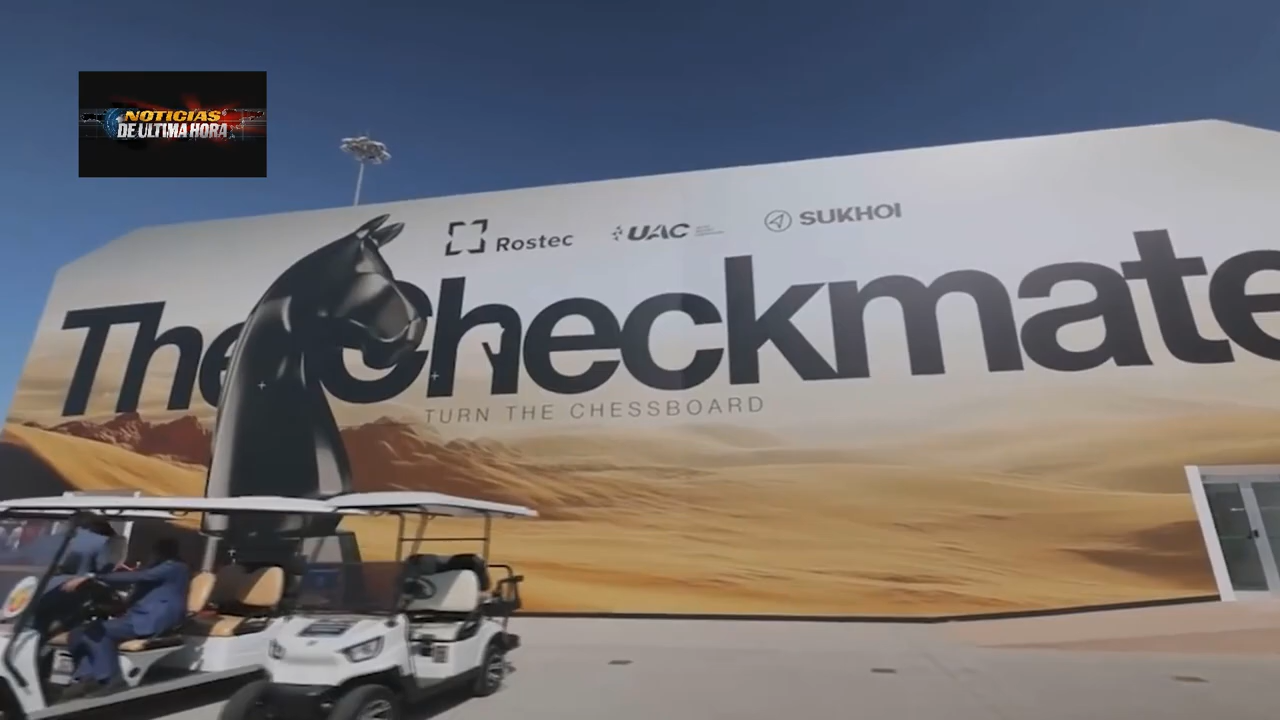 NOTICIAS
DE ULTIMA HORA
Rostec
UAC
SUKHOI
The Checkmate
TURN THE CHESSBOARD